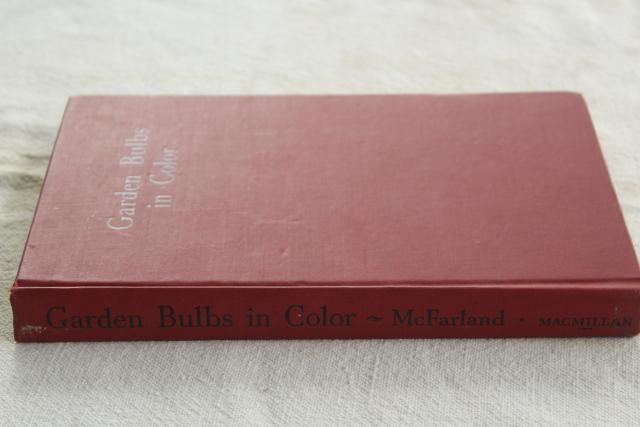 Garden Bulbs
in Color
Garden Bulbs in Color ~ McFarland · MACMILLAN